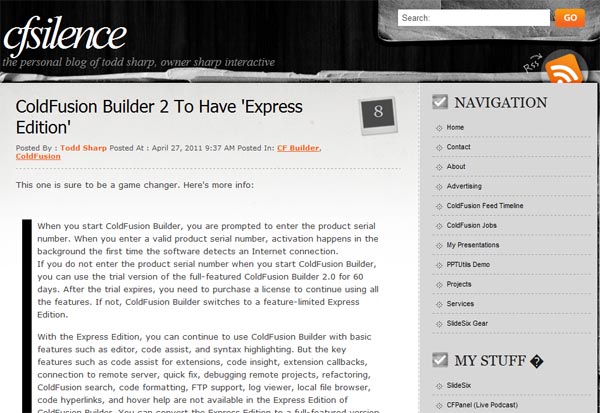 cfsilence
the personal blog of todd sharp, owner sharp interactive
Search:
GO
RSS
ColdFusion Builder 2 To Have 'Express
Edition'
8
Posted By : Todd Sharp Posted At : April 27, 2011 9:37 AM Posted In: CF Builder,
ColdFusion
This one is sure to be a game changer. Here's more info:
When you start ColdFusion Builder, you are prompted to enter the product serial
number. When you enter a valid product serial number, activation happens in the
background the first time the software detects an Internet connection.
If you do not enter the product serial number when you start ColdFusion Builder,
you can use the trial version of the full-featured ColdFusion Builder 2.0 for 60
days. After the trial expires, you need to purchase a license to continue using all
the features. If not, ColdFusion Builder switches to a feature-limited Express
Edition.
With the Express Edition, you can continue to use ColdFusion Builder with basic
features such as editor, code assist, and syntax highlighting. But the key
features such as code assist for extensions, code insight, extension callbacks,
connection to remote server, quick fix, debugging remote projects, refactoring,
ColdFusion search, code formatting, FTP support, log viewer, local file browser,
code hyperlinks, and hover help are not available in the Express Edition of
ColdFusion Builder. You can convert the Express Edition to a full-featured version
NAVIGATION
Home
Contact
About
Advertising
ColdFusion Feed Timeline
ColdFusion Jobs
My Presentations
PPTUtils Demo
Projects
Services
SlideSix Gear
MY STUFF �
SlideSix
CFPanel (Live Podcast)